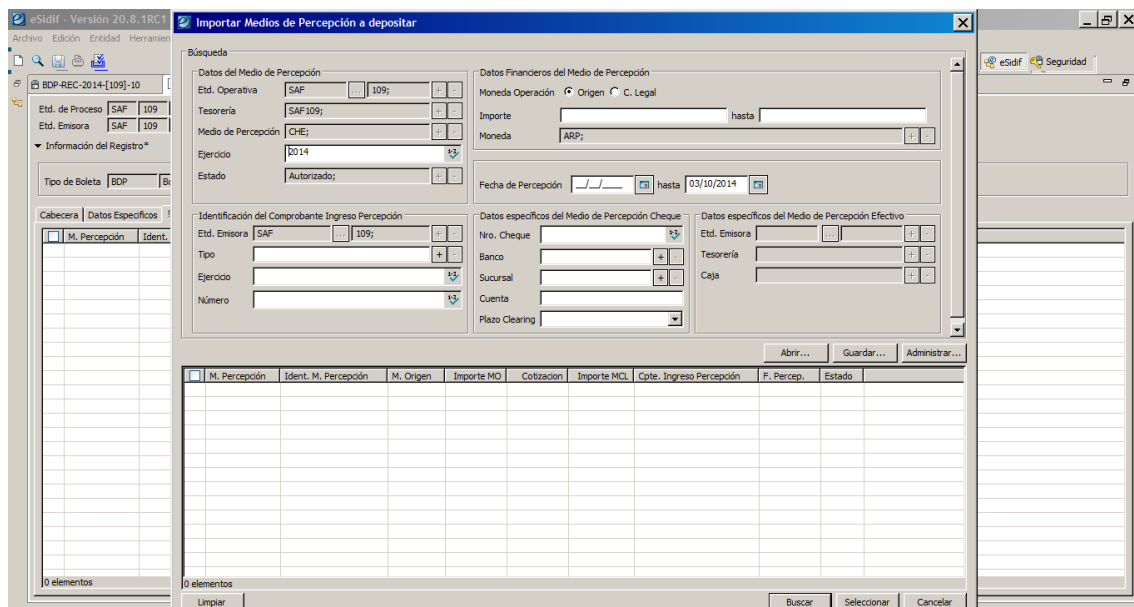 eSidif - Versión 20.8.1RC1
Importar Medios de Percepción a depositar
Archivo Edición Entidad Herramien
eSidif Seguridad
BDP-REC-2014-[109]-10
Etd. de Proceso SAF 109
Etd. Emisora SAF 109
Información del Registro*
Tipo de Boleta BDP
Cabecera Datos Especificos
M. Percepción Ident.
0 elementos
Búsqueda
Datos del Medio de Percepción
Etd. Operativa SAF ... 109; + -
Tesorería SAF109; + -
Medio de Percepción CHE; + -
Ejercicio 2014
Estado Autorizado; + -
Datos Financieros del Medio de Percepción
Moneda Operación Origen C. Legal
Importe hasta
Moneda ARP; + -
Fecha de Percepción __/__/____ hasta 03/10/2014
Identificación del Comprobante Ingreso Percepción
Etd. Emisora SAF ... 109; + -
Tipo + -
Ejercicio
Número
Datos específicos del Medio de Percepción Cheque
Nro. Cheque
Banco + -
Sucursal + -
Cuenta
Plazo Clearing
Datos específicos del Medio de Percepción Efectivo
Etd. Emisora ... + -
Tesorería + -
Caja + -
Abrir... Guardar... Administrar...
M. Percepción Ident. M. Percepción M. Origen Importe MO Cotizacion Importe MCL Cpte. Ingreso Percepción F. Percep. Estado
0 elementos
Limpiar Buscar Seleccionar Cancelar